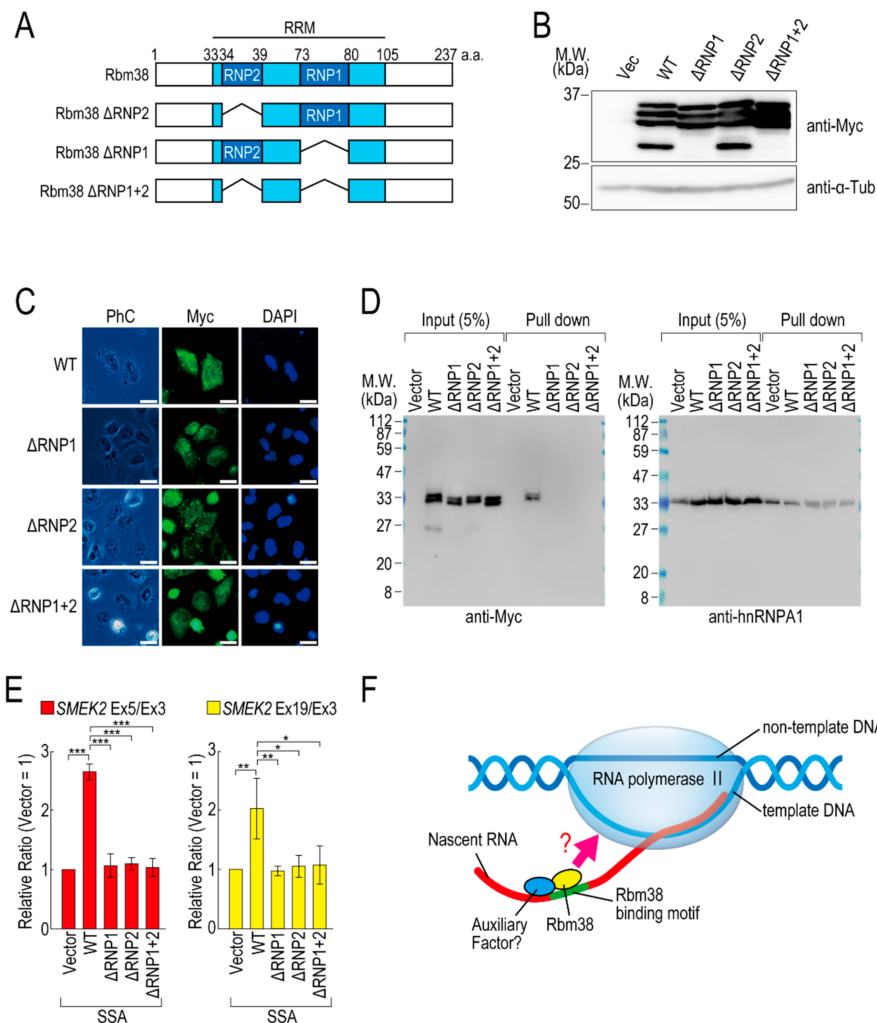 A
RRM
1 33 34 39 73 80 105 237 a.a.
Rbm38 RNP2 RNP1
Rbm38 ΔRNP2 RNP1
Rbm38 ΔRNP1 RNP2
Rbm38 ΔRNP1+2
B
M.W.
(kDa)
Vec WT ΔRNP1 ΔRNP2 ΔRNP1+2
37
25
anti-Myc
50
anti-α-Tub
C
PhC Myc DAPI
WT
ΔRNP1
ΔRNP2
ΔRNP1+2
D
Input (5%) Pull down
M.W.
(kDa)
Vector WT ΔRNP1 ΔRNP2 ΔRNP1+2 Vector WT ΔRNP1 ΔRNP2 ΔRNP1+2
112
87
59
47
33
27
20
8
anti-Myc
Input (5%) Pull down
M.W.
(kDa)
Vector WT ΔRNP1 ΔRNP2 ΔRNP1+2 Vector WT ΔRNP1 ΔRNP2 ΔRNP1+2
112
87
59
47
33
27
20
8
anti-hnRNPA1
E
SMEK2 Ex5/Ex3
Relative Ratio (Vector = 1)
3
2
1
0
***
***
***
***
Vector WT ΔRNP1 ΔRNP2 ΔRNP1+2
SSA
SMEK2 Ex19/Ex3
Relative Ratio (Vector = 1)
3
2
1
0
*
*
** **
Vector WT ΔRNP1 ΔRNP2 ΔRNP1+2
SSA
F
non-template DNA
RNA polymerase II
template DNA
Nascent RNA
?
Rbm38
binding motif
Auxiliary
Factor?
Rbm38